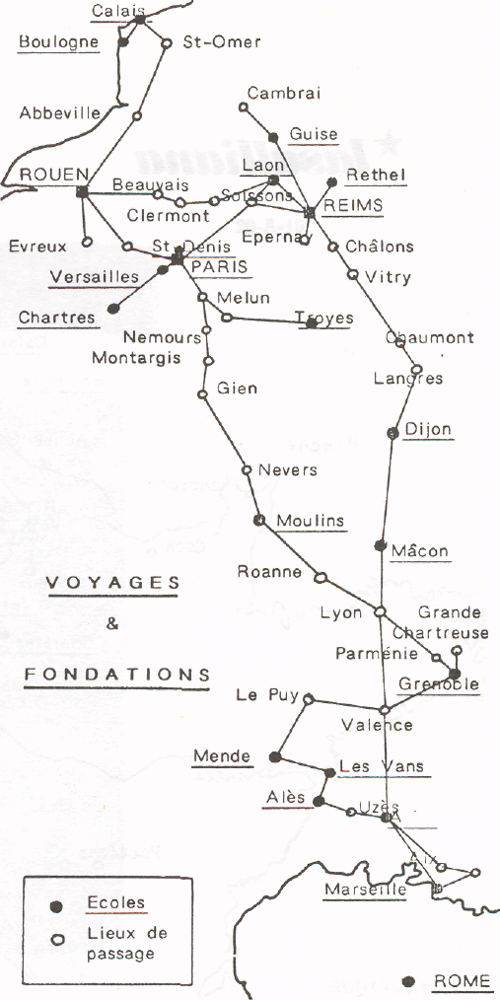 Calais
Boulogne
St-Omer
Abbeville
Cambrai
Guise
ROUEN
Beauvais
Laon
Rethel
Clermont
Soissons
REIMS
Evreux
St-Denis
Epernay
Châlons
Versailles
PARIS
Vitry
Chartres
Melun
Troyes
Nemours
Chaumont
Montargis
Langres
Gien
Dijon
Nevers
Moulins
Mâcon
Roanne
VOYAGES
&
FONDATIONS
Lyon
Grande
Chartreuse
Parménie
Grenoble
Le Puy
Valence
Mende
Les Vans
Alès
Uzès
A
Aix
Marseille
Ecoles
Lieux de
passage
ROME